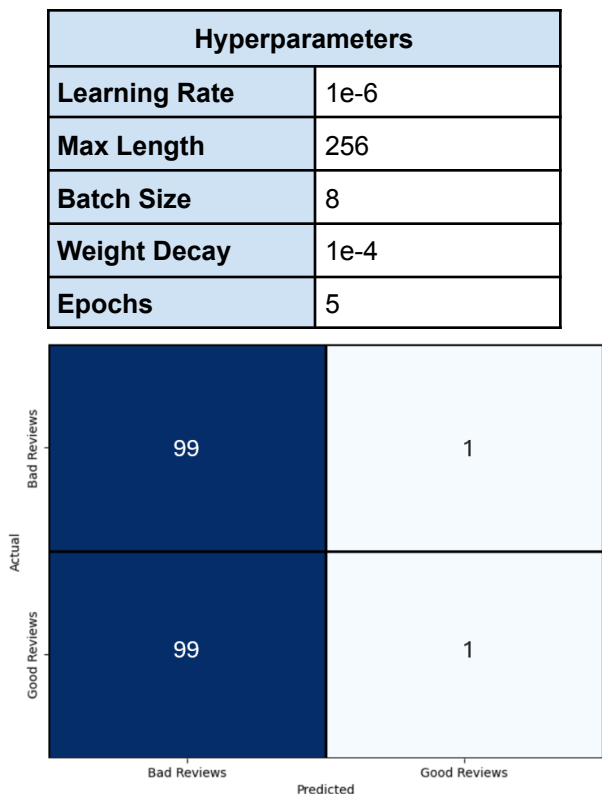 Hyperparameters
Learning Rate 1e-6
Max Length 256
Batch Size 8
Weight Decay 1e-4
Epochs 5
Actual
Bad Reviews
99 1
Good Reviews
99 1
Bad Reviews Good Reviews
Predicted